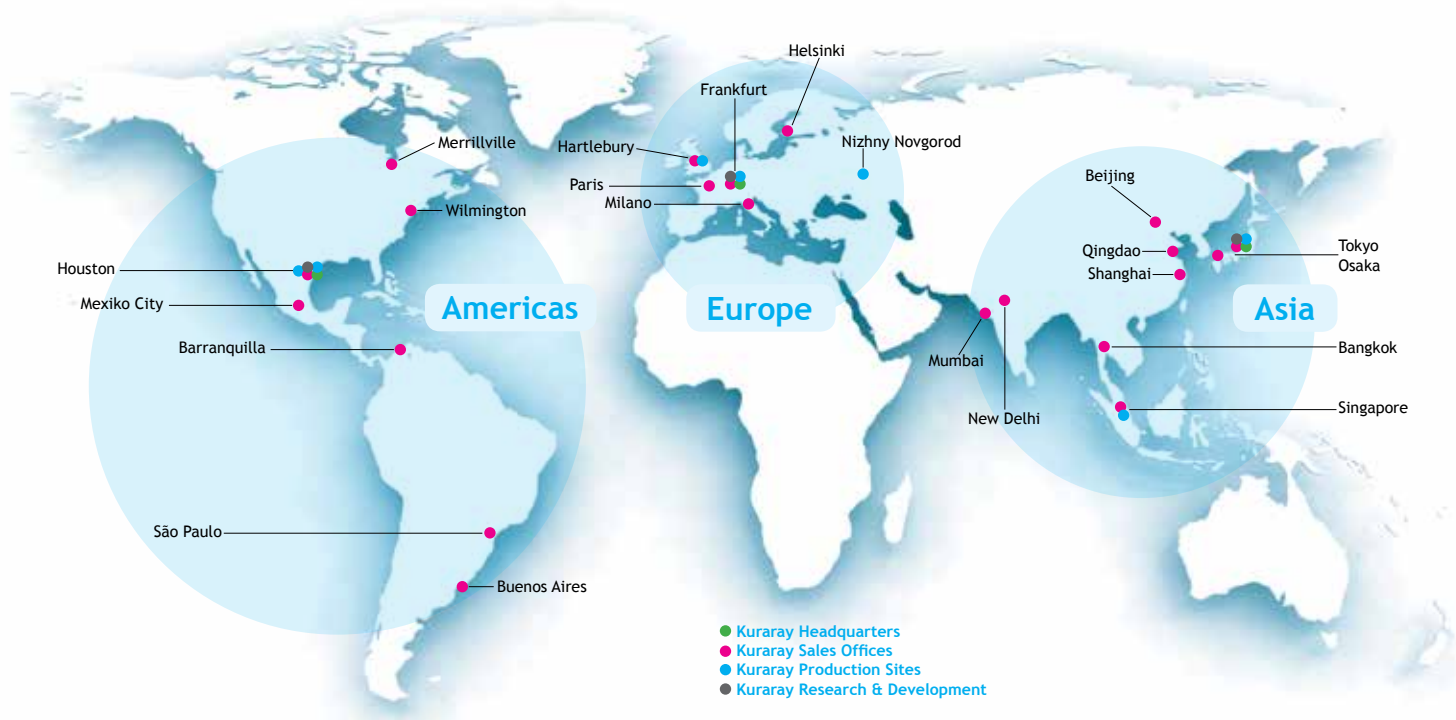 Helsinki
Frankfurt
Merrillville
Hartlebury
Nizhny Novgorod
Paris
Milano
Beijing
Wilmington
Qingdao
Tokyo
Osaka
Houston
Shanghai
Mexiko City
Americas
Europe
Asia
Barranquilla
Mumbai
Bangkok
New Delhi
Singapore
São Paulo
Buenos Aires
Kuraray Headquarters
Kuraray Sales Offices
Kuraray Production Sites
Kuraray Research & Development